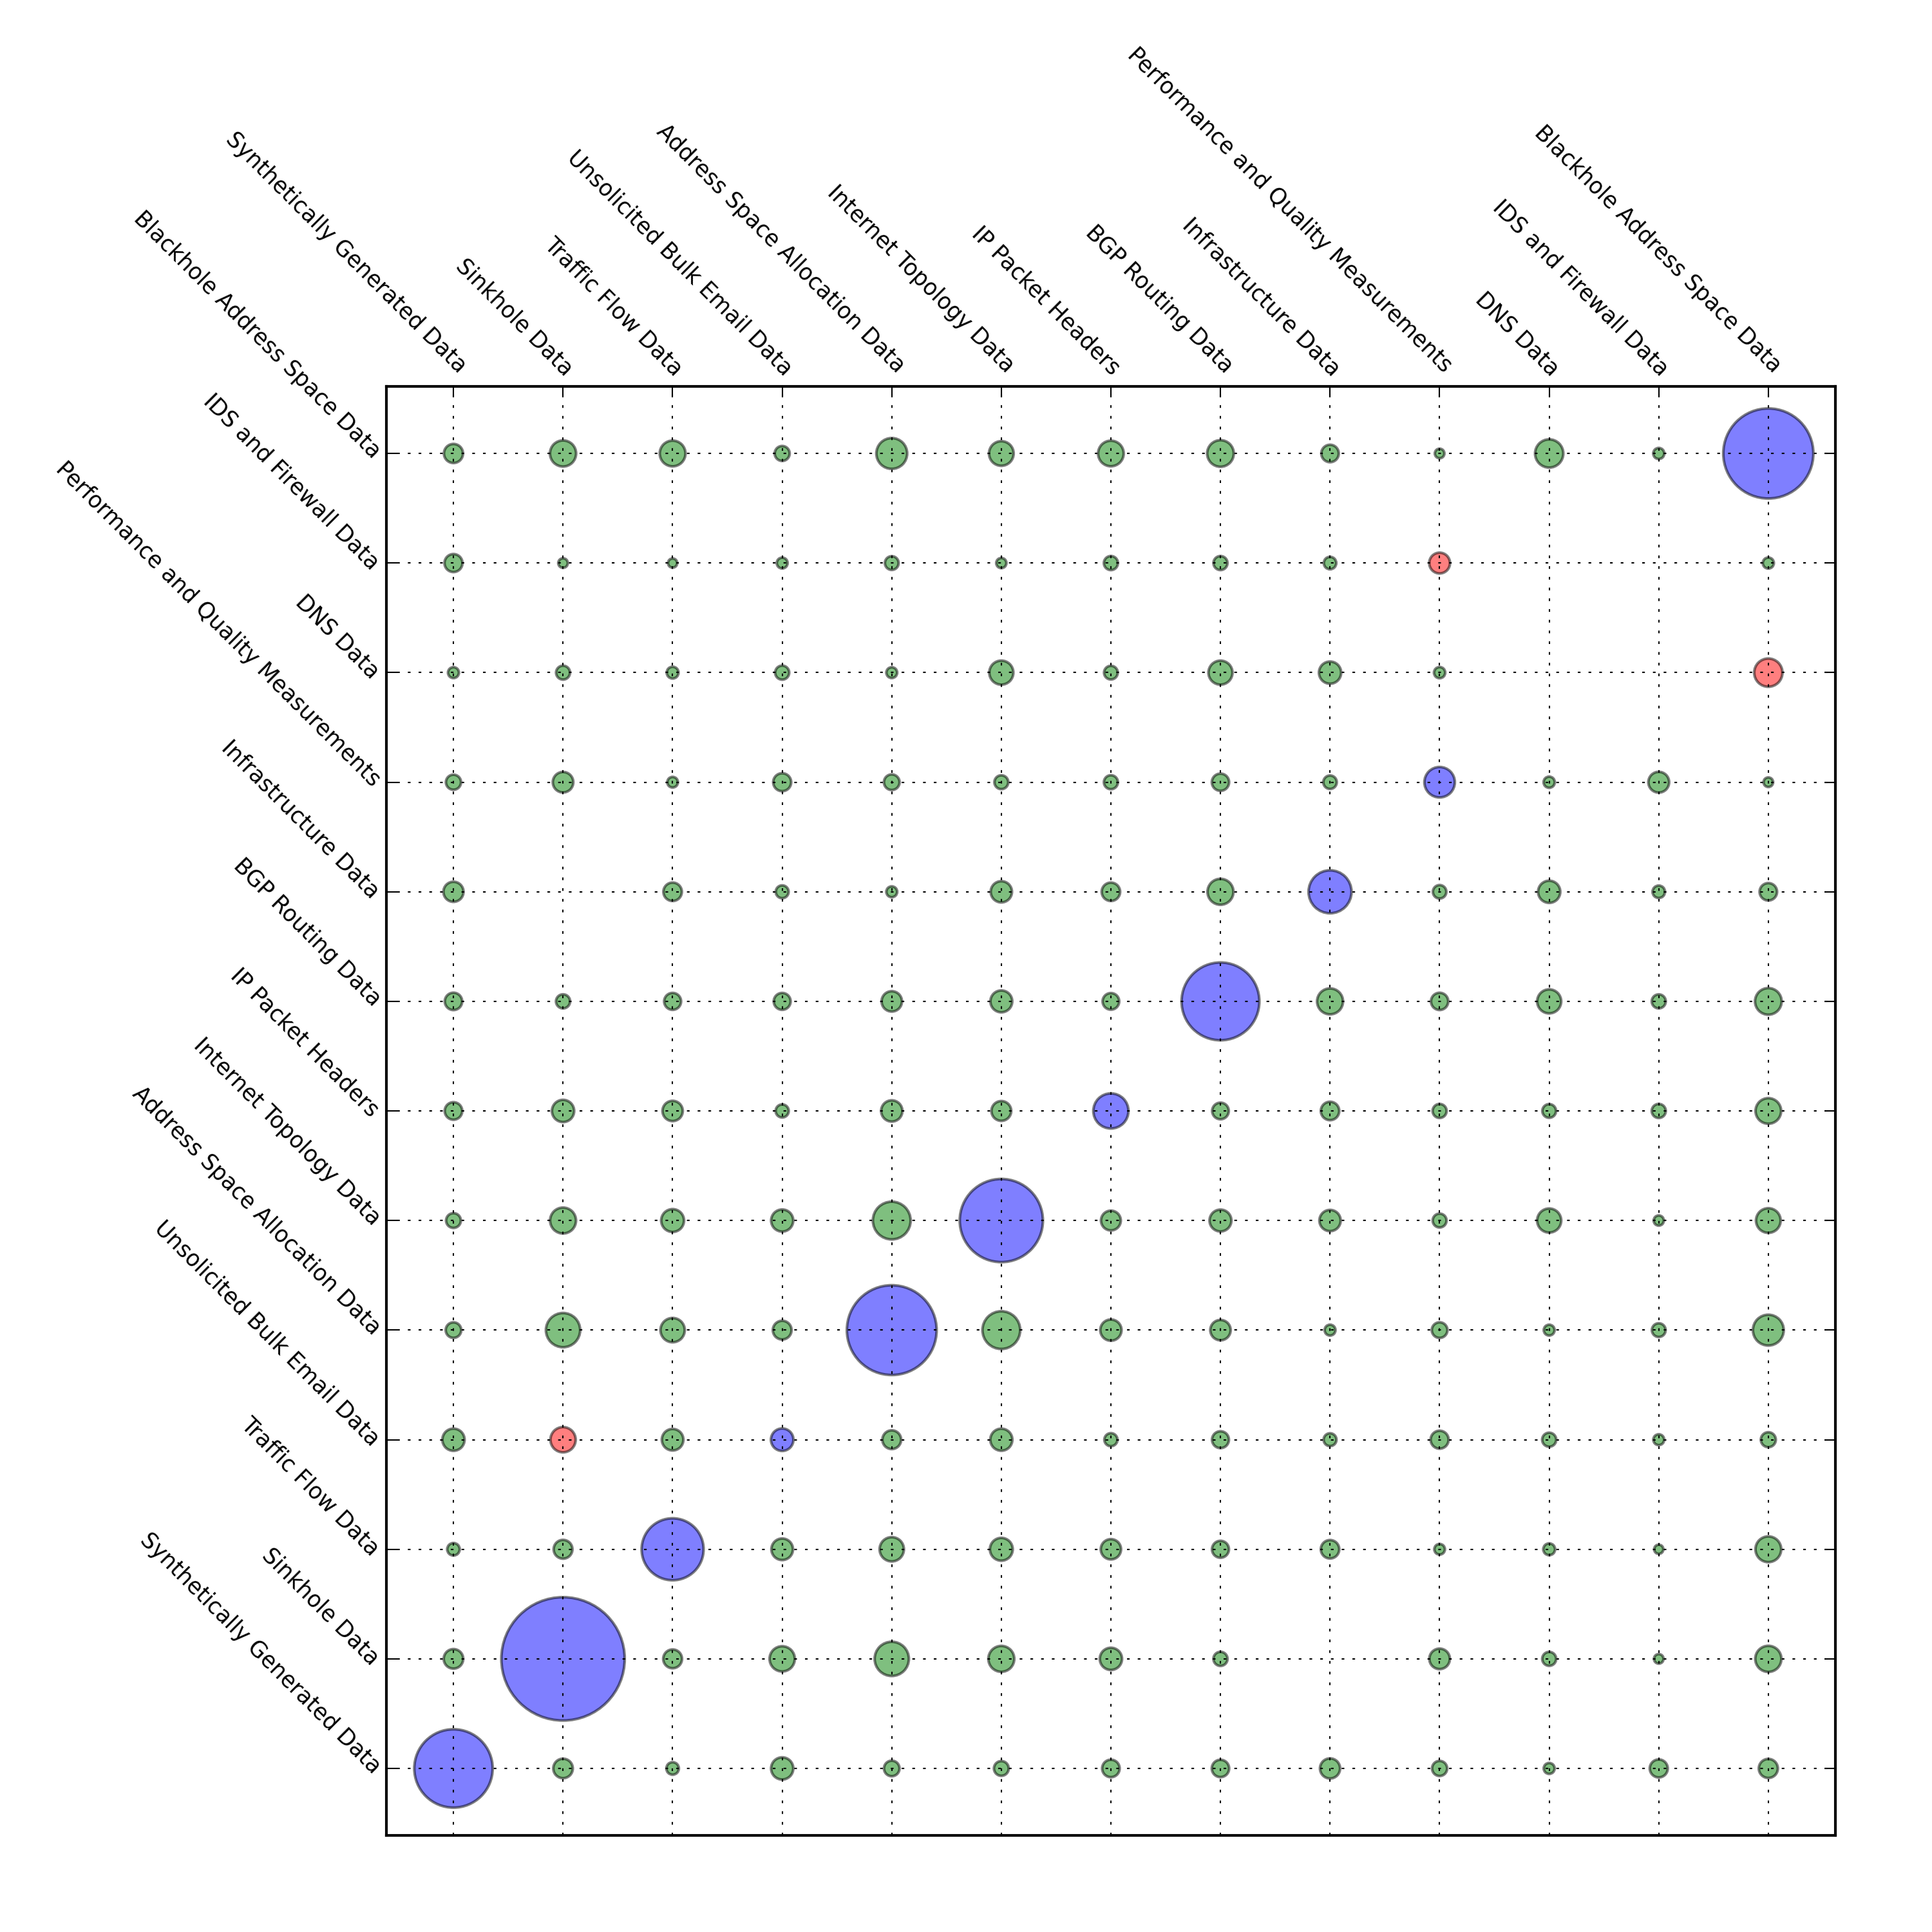 Synthetically Generated Data
Sinkhole Data
Traffic Flow Data
Unsolicited Bulk Email Data
Address Space Allocation Data
Internet Topology Data
IP Packet Headers
BGP Routing Data
Infrastructure Data
Performance and Quality Measurements
DNS Data
IDS and Firewall Data
Blackhole Address Space Data
Blackhole Address Space Data
IDS and Firewall Data
DNS Data
Performance and Quality Measurements
Infrastructure Data
BGP Routing Data
IP Packet Headers
Internet Topology Data
Address Space Allocation Data
Unsolicited Bulk Email Data
Traffic Flow Data
Sinkhole Data
Synthetically Generated Data